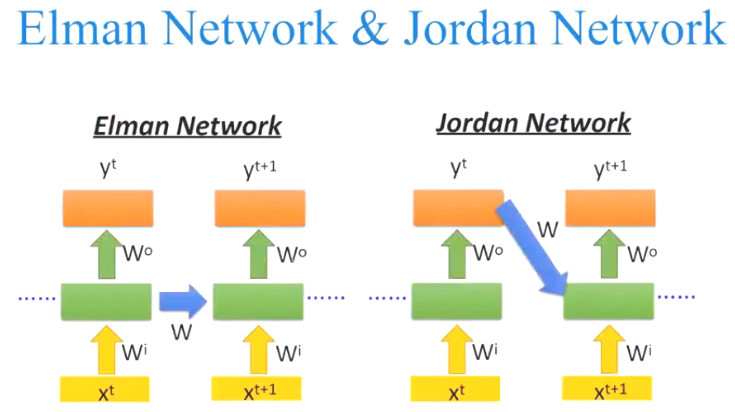 Elman Network & Jordan Network
Elman Network
y^t y^t+1
W^o W^o
...... ......
W
W^i W^i
x^t x^t+1
Jordan Network
y^t y^t+1
W
W^o W^o
...... ......
W^i W^i
x^t x^t+1